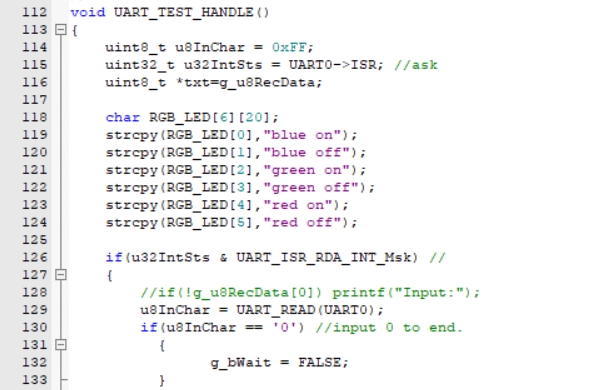 112 void UART_TEST_HANDLE()
113 {
114 uint8_t u8InChar = 0xFF;
115 uint32_t u32IntSts = UART0->ISR; //ask
116 uint8_t *txt=g_u8RecData;
117
118 char RGB_LED[6][20];
119 strcpy(RGB_LED[0],"blue on");
120 strcpy(RGB_LED[1],"blue off");
121 strcpy(RGB_LED[2],"green on");
122 strcpy(RGB_LED[3],"green off");
123 strcpy(RGB_LED[4],"red on");
124 strcpy(RGB_LED[5],"red off");
125
126 if(u32IntSts & UART_ISR_RDA_INT_Msk) //
127 {
128 //if(!g_u8RecData[0]) printf("Input:");
129 u8InChar = UART_READ(UART0);
130 if(u8InChar == '0') //input 0 to end.
131 {
132 g_bWait = FALSE;
133 }